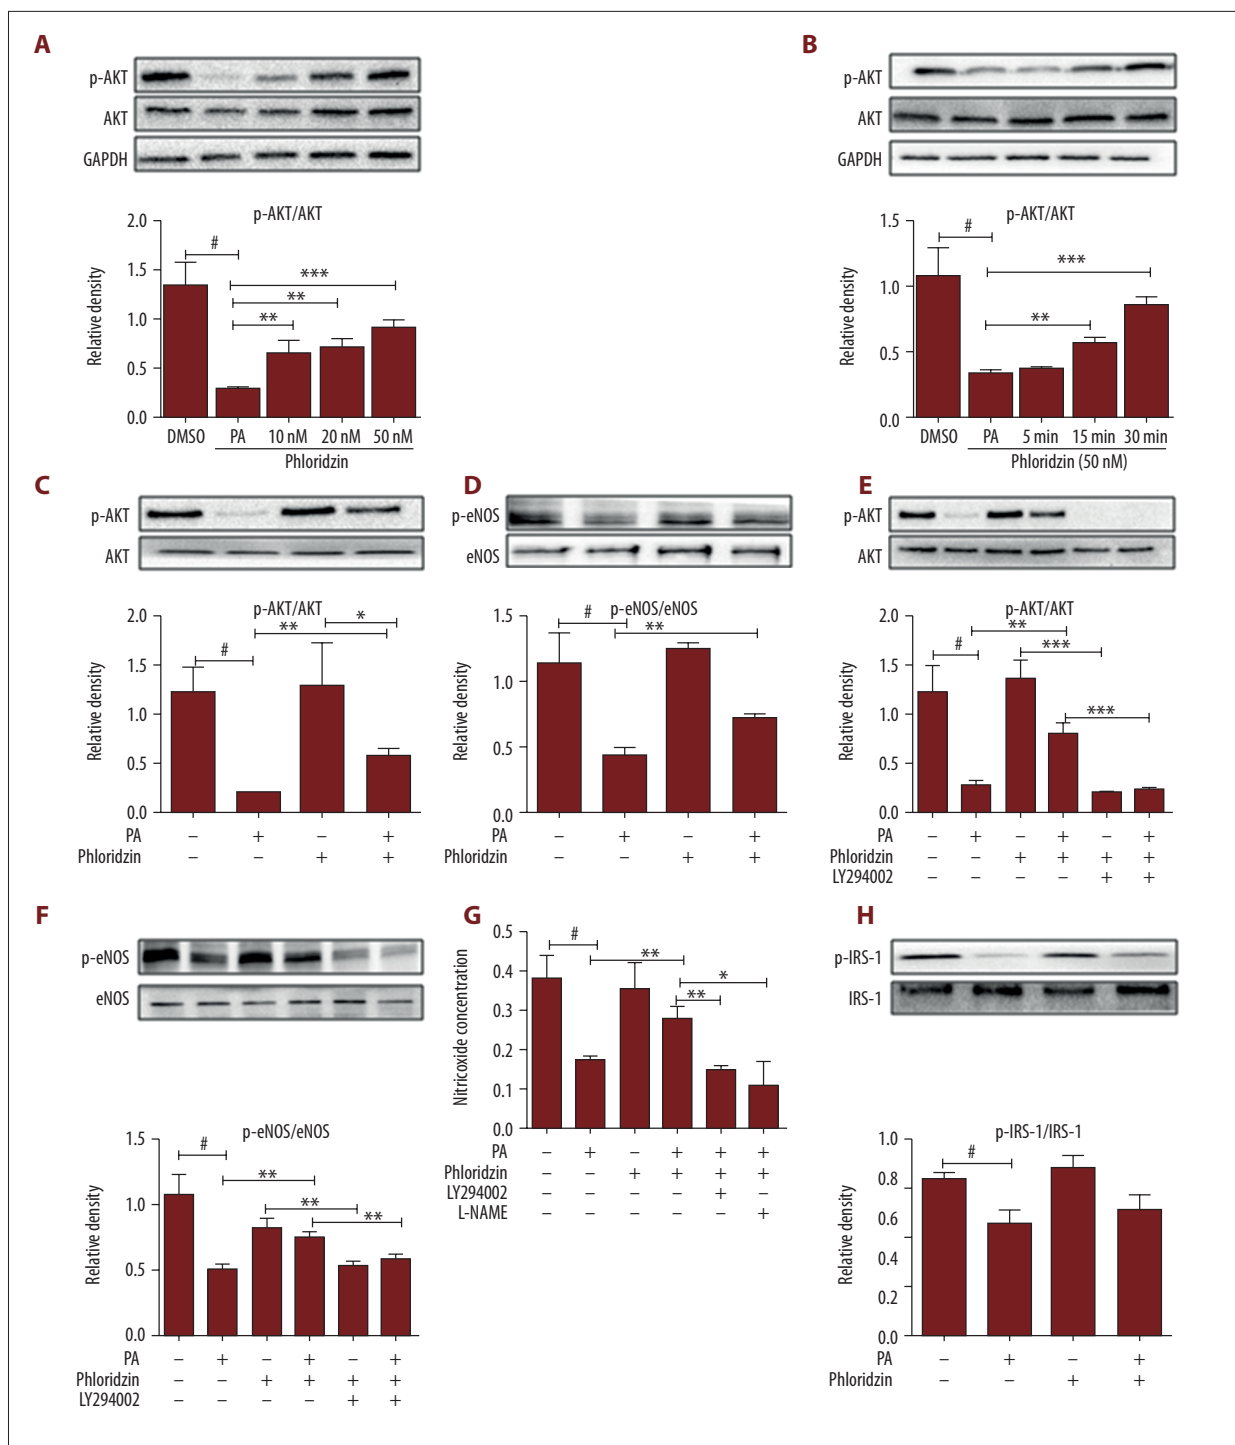 A
p-AKT
AKT
GAPDH
p-AKT/AKT
Relative density
2.0
1.5
1.0
0.5
0.0
#
**
**
***
DMSO PA 10 nM 20 nM 50 nM
Phloridzin
B
p-AKT
AKT
GAPDH
p-AKT/AKT
Relative density
1.5
1.0
0.5
0.0
#
**
***
DMSO PA 5 min 15 min 30 min
Phloridzin (50 nM)
C
p-AKT
AKT
p-AKT/AKT
Relative density
2.0
1.5
1.0
0.5
0.0
#
**
*
PA – + – +
Phloridzin – – + +
D
p-eNOS
eNOS
p-eNOS/eNOS
Relative density
1.5
1.0
0.5
0.0
#
**
PA – + – +
Phloridzin – – + +
E
p-AKT
AKT
p-AKT/AKT
Relative density
2.0
1.5
1.0
0.5
0.0
#
**
***
***
PA – + – + – +
Phloridzin – – + + + +
LY294002 – – – – + +
F
p-eNOS
eNOS
p-eNOS/eNOS
Relative density
1.5
1.0
0.5
0.0
#
**
**
**
PA – + – + – +
Phloridzin – – + + + +
LY294002 – – – – + +
G
Nitricoxide concentration
0.5
0.4
0.3
0.2
0.1
0.0
#
**
*
**
PA – + – + + +
Phloridzin – – + + + +
LY294002 – – – – + –
L-NAME – – – – – +
H
p-IRS-1
IRS-1
p-IRS-1/IRS-1
Relative density
0.8
0.6
0.4
0.2
0.0
#
PA – + – +
Phloridzin – – + +